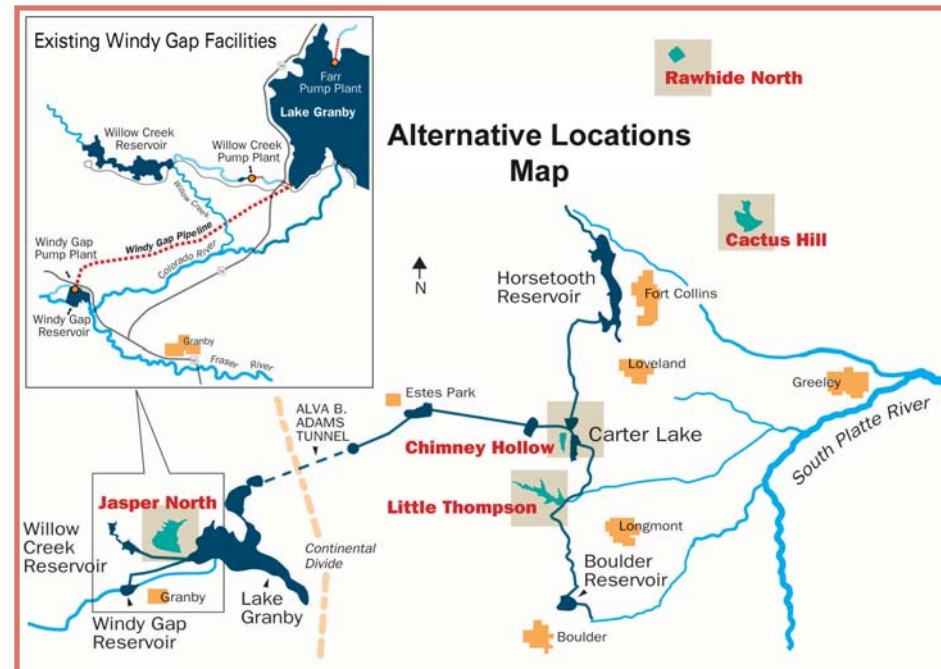 Existing Windy Gap Facilities
34
Farr
Pump Plant
Lake Granby
Willow Creek
Reservoir
Willow Creek
Pump Plant
Willow Creek
Windy Gap Pipeline
Colorado River
Windy Gap
Pump Plant
Windy Gap
Reservoir
Granby
Fraser River
Alternative Locations
Map
N
Rawhide North
Cactus Hill
Horsetooth
Reservoir
Fort Collins
Loveland
Greeley
South Platte River
Estes Park
ALVA B.
ADAMS
TUNNEL
Chimney Hollow
Carter Lake
Little Thompson
Longmont
Boulder
Reservoir
Boulder
Jasper North
Willow
Creek
Reservoir
Continental
Divide
Granby
Lake
Granby
Windy Gap
Reservoir